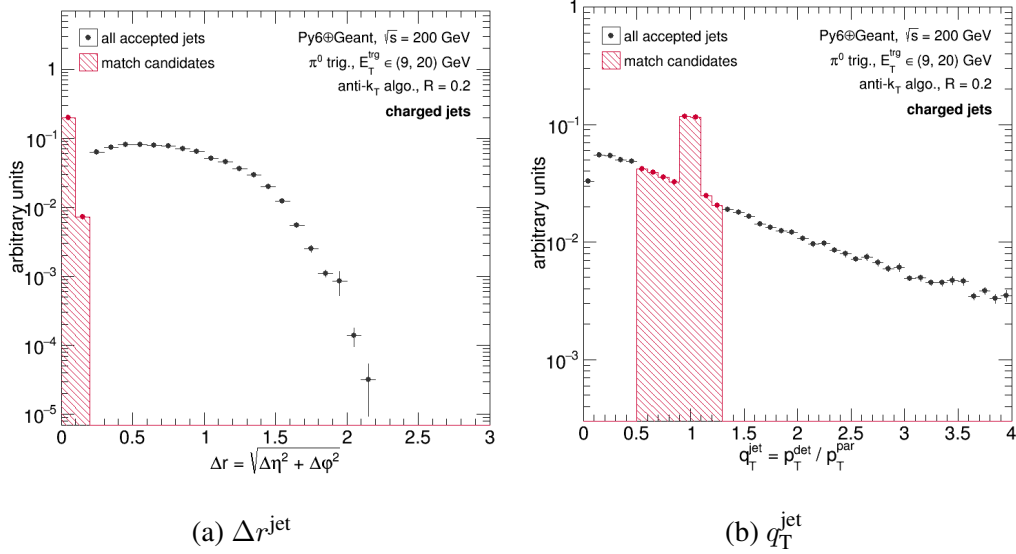 all accepted jets
match candidates
Py6⊕Geant, √s = 200 GeV
π⁰ trig., E_T^trg ∈ (9, 20) GeV
anti-k_T algo., R = 0.2
charged jets
arbitrary units
1
10⁻¹
10⁻²
10⁻³
10⁻⁴
10⁻⁵
0 0.5 1 1.5 2 2.5 3
Δr = √Δη² + Δφ²
(a) Δr^jet
all accepted jets
match candidates
Py6⊕Geant, √s = 200 GeV
π⁰ trig., E_T^trg ∈ (9, 20) GeV
anti-k_T algo., R = 0.2
charged jets
arbitrary units
1
10⁻¹
10⁻²
10⁻³
0 0.5 1 1.5 2 2.5 3 3.5 4
q_T^jet = p_T^det / p_T^par
(b) q_T^jet